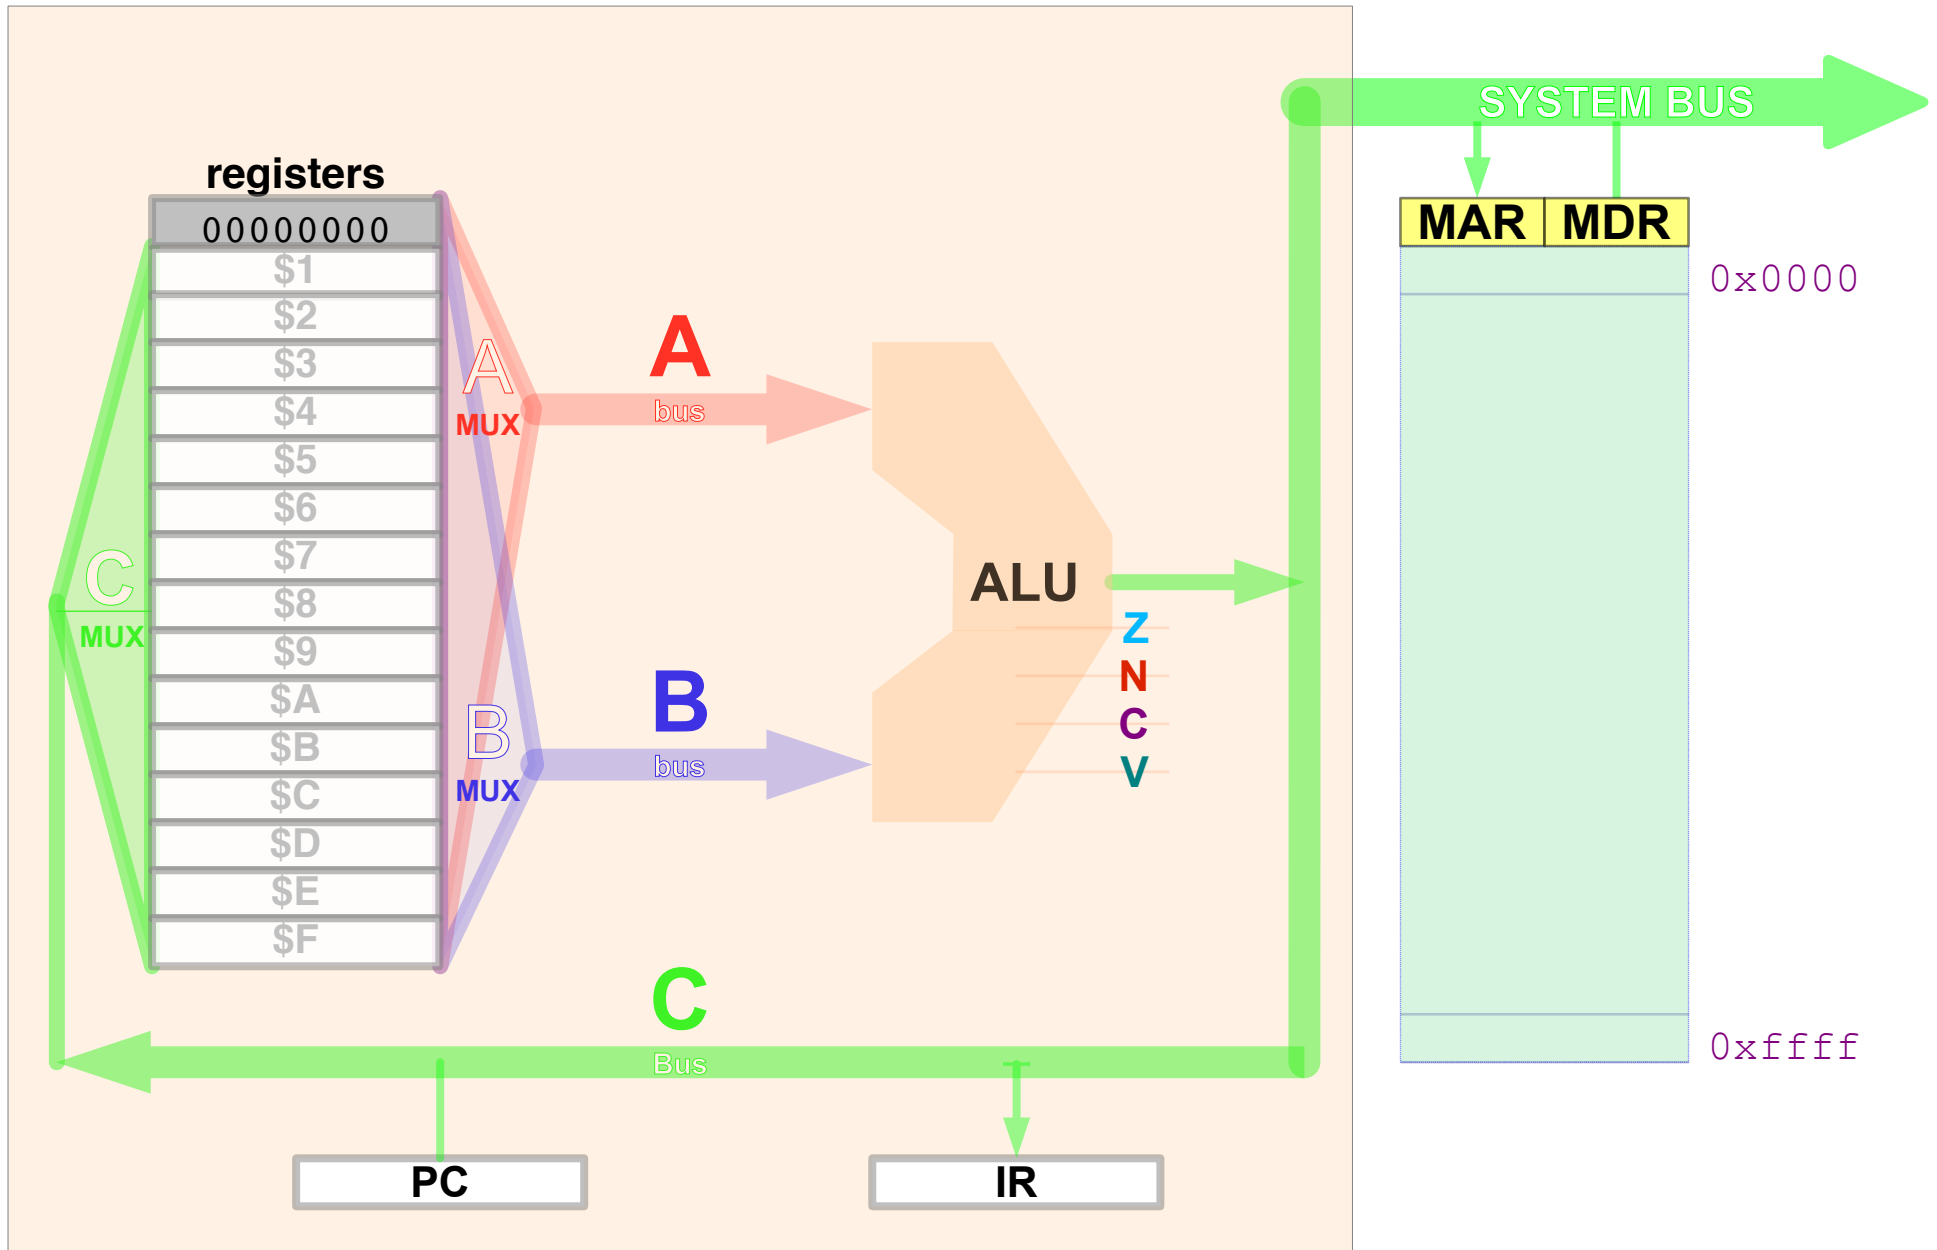 SYSTEM BUS
registers
00000000
MAR
MDR
$1
0x0000
$2
$3
$4
$5
$6
$7
$8
$9
$A
$B
$C
$D
$E
$F
A
MUX
A
bus
C
MUX
ALU
B
MUX
B
bus
Z
N
C
V
C
Bus
0xffff
PC
IR